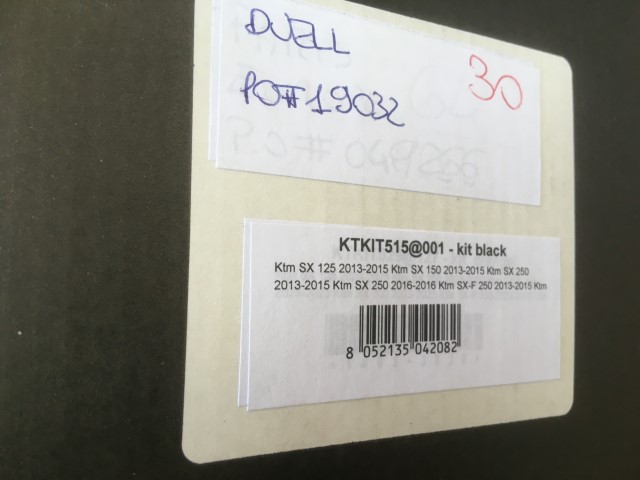 DUELL
30
PO#19032
P.O# 049256
KTKIT515@001 - kit black
Ktm SX 125 2013-2015 Ktm SX 150 2013-2015 Ktm SX 250
2013-2015 Ktm SX 250 2016-2016 Ktm SX-F 250 2013-2015 Ktm
8 052135 042082